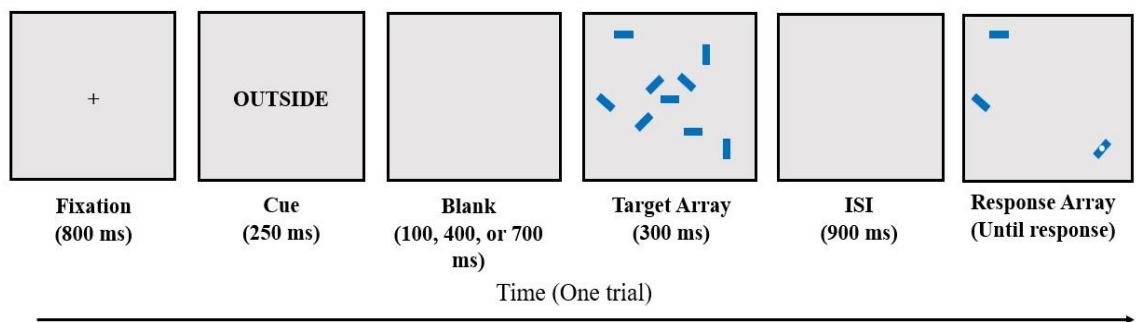 +
OUTSIDE
Fixation
(800 ms)
Cue
(250 ms)
Blank
(100, 400, or 700
ms)
Target Array
(300 ms)
ISI
(900 ms)
Response Array
(Until response)
Time (One trial)